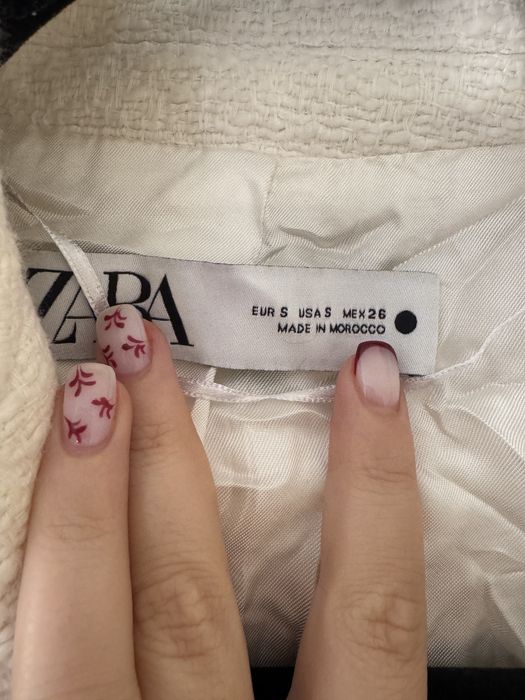 ZARA
EUR S USA S MEX 26
MADE IN MOROCCO